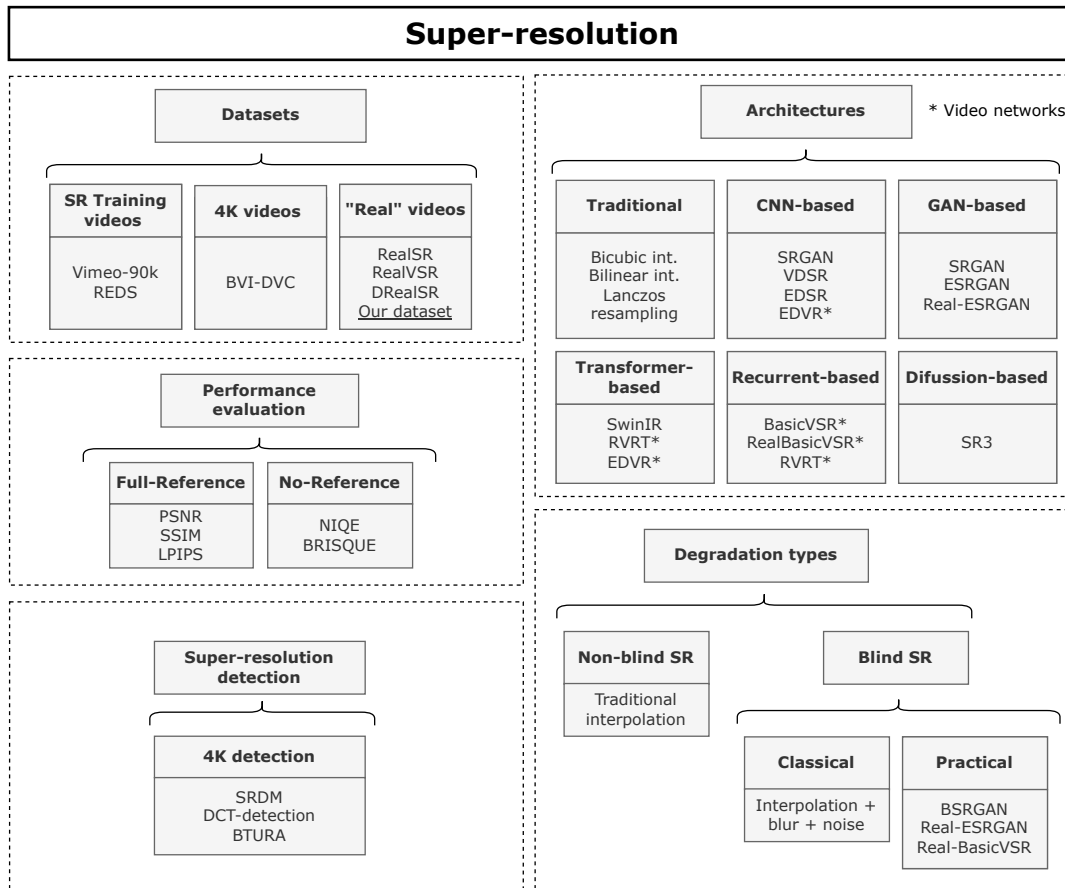 Super-resolution
Datasets
SR Training
videos
Vimeo-90k
REDS
4K videos
BVI-DVC
"Real" videos
RealSR
RealVSR
DRealSR
Our dataset
Performance
evaluation
Full-Reference
PSNR
SSIM
LPIPS
No-Reference
NIQE
BRISQUE
Super-resolution
detection
4K detection
SRDM
DCT-detection
BTURA
Architectures
* Video networks
Traditional
Bicubic int.
Bilinear int.
Lanczos
resampling
CNN-based
SRGAN
VDSR
EDSR
EDVR*
GAN-based
SRGAN
ESRGAN
Real-ESRGAN
Transformer-
based
SwinIR
RVRT*
EDVR*
Recurrent-based
BasicVSR*
RealBasicVSR*
RVRT*
Difussion-based
SR3
Degradation types
Non-blind SR
Traditional
interpolation
Blind SR
Classical
Interpolation +
blur + noise
Practical
BSRGAN
Real-ESRGAN
Real-BasicVSR